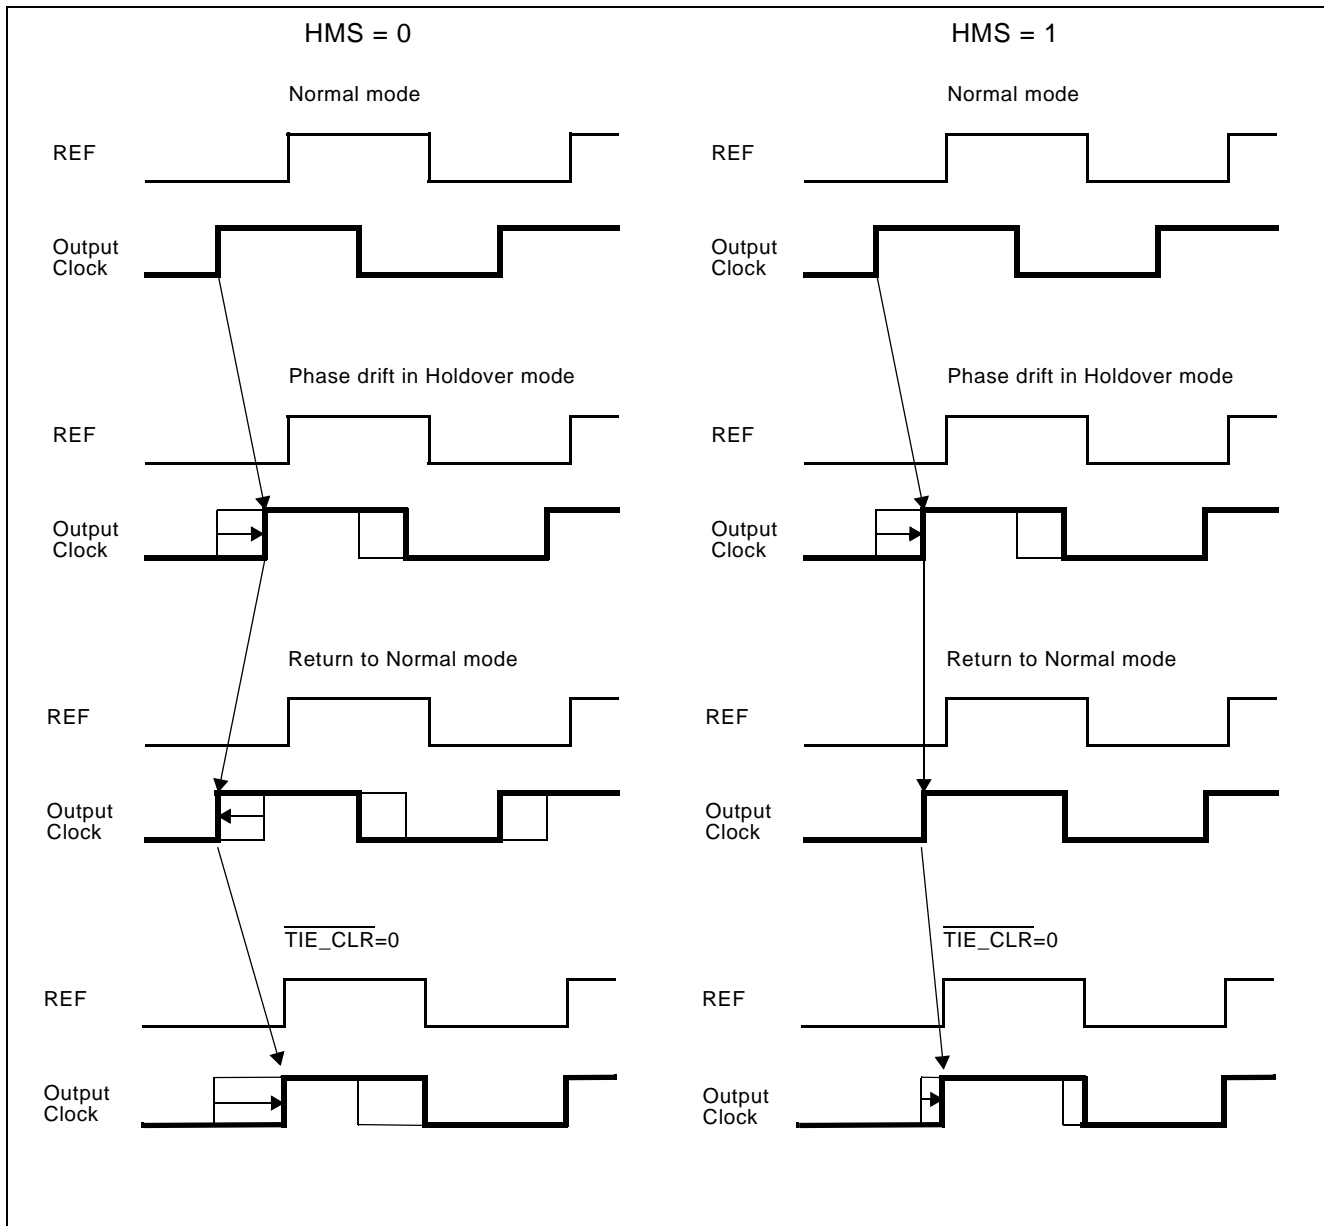 HMS = 0
Normal mode
REF
Output
Clock
Phase drift in Holdover mode
REF
Output
Clock
Return to Normal mode
REF
Output
Clock
TIE_CLR=0
REF
Output
Clock
HMS = 1
Normal mode
REF
Output
Clock
Phase drift in Holdover mode
REF
Output
Clock
Return to Normal mode
REF
Output
Clock
TIE_CLR=0
REF
Output
Clock